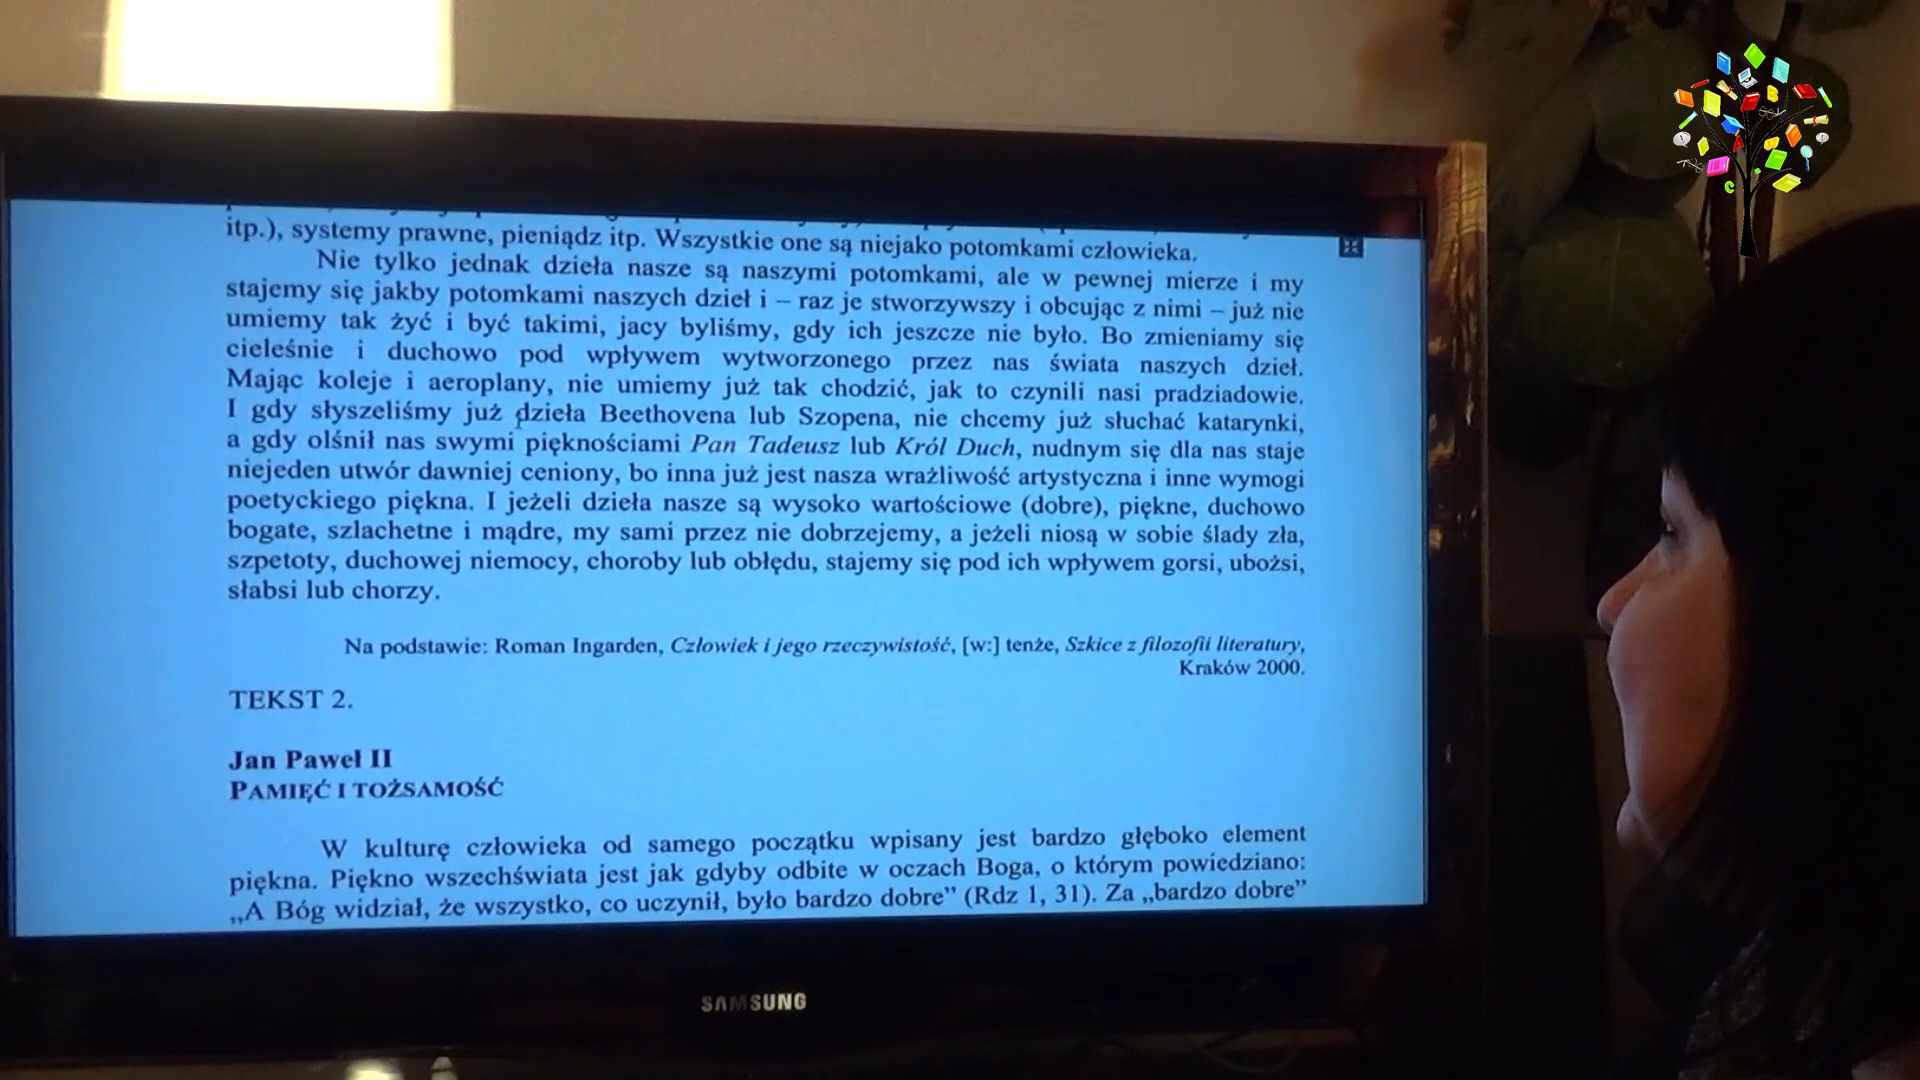 itp.), systemy prawne, pieniądz itp. Wszystkie one są niejako potomkami człowieka.
Nie tylko jednak dzieła nasze są naszymi potomkami, ale w pewnej mierze i my
stajemy się jakby potomkami naszych dzieł i – raz je stworzywszy i obcując z nimi – już nie
umiemy tak żyć i być takimi, jacy byliśmy, gdy ich jeszcze nie było. Bo zmieniamy się
cieleśnie i duchowo pod wpływem wytworzonego przez nas świata naszych dzieł.
Mając koleje i aeroplany, nie umiemy już tak chodzić, jak to czynili nasi pradziadowie.
I gdy słyszeliśmy już dzieła Beethovena lub Szopena, nie chcemy już słuchać katarynki,
a gdy olśnił nas swymi pięknościami Pan Tadeusz lub Król Duch, nudnym się dla nas staje
niejeden utwór dawniej ceniony, bo inna już jest nasza wrażliwość artystyczna i inne wymogi
poetyckiego piękna. I jeżeli dzieła nasze są wysoko wartościowe (dobre), piękne, duchowo
bogate, szlachetne i mądre, my sami przez nie dobrzejemy, a jeżeli niosą w sobie ślady zła,
szpetoty, duchowej niemocy, choroby lub obłędu, stajemy się pod ich wpływem gorsi, ubożsi,
słabsi lub chorzy.
Na podstawie: Roman Ingarden, Człowiek i jego rzeczywistość, [w:] tenże, Szkice z filozofii literatury,
Kraków 2000.
TEKST 2.
Jan Paweł II
PAMIĘĆ I TOŻSAMOŚĆ
W kulturę człowieka od samego początku wpisany jest bardzo głęboko element
piękna. Piękno wszechświata jest jak gdyby odbite w oczach Boga, o którym powiedziano:
„A Bóg widział, że wszystko, co uczynił, było bardzo dobre” (Rdz 1, 31). Za „bardzo dobre”
SAMSUNG